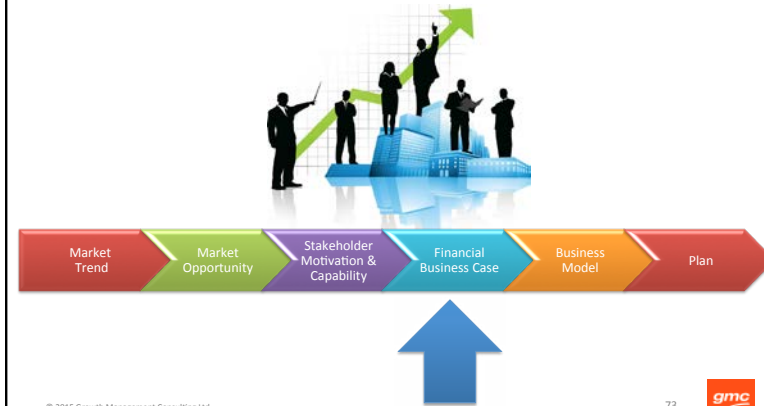 Market
Trend
Market
Opportunity
Stakeholder
Motivation &
Capability
Financial
Business Case
Business
Model
Plan
73
gmc